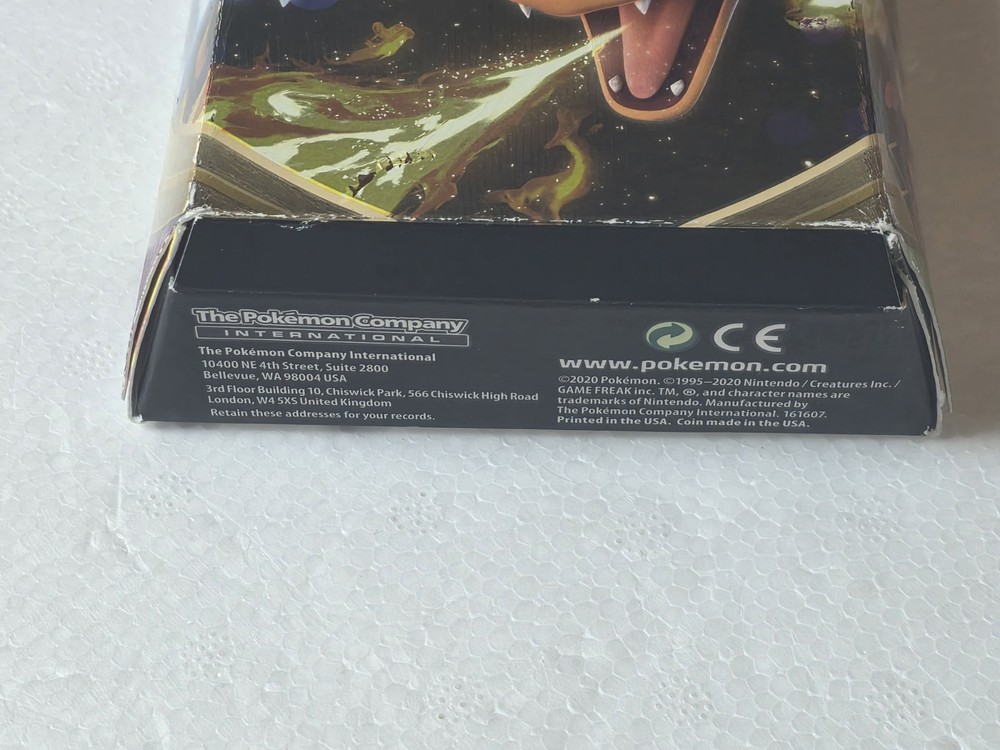 The Pokémon Company
INTERNATIONAL
The Pokémon Company International
10400 NE 4th Street, Suite 2800
Bellevue, WA 98004 USA
3rd Floor Building 10, Chiswick Park, 566 Chiswick High Road
London, W4 5XS United Kingdom
Retain these addresses for your records.
CE
www.pokemon.com
©2020 Pokémon. ©1995–2020 Nintendo / Creatures Inc. /
GAME FREAK inc. TM, ®, and character names are
trademarks of Nintendo. Manufactured by
The Pokémon Company International. 161607.
Printed in the USA. Coin made in the USA.